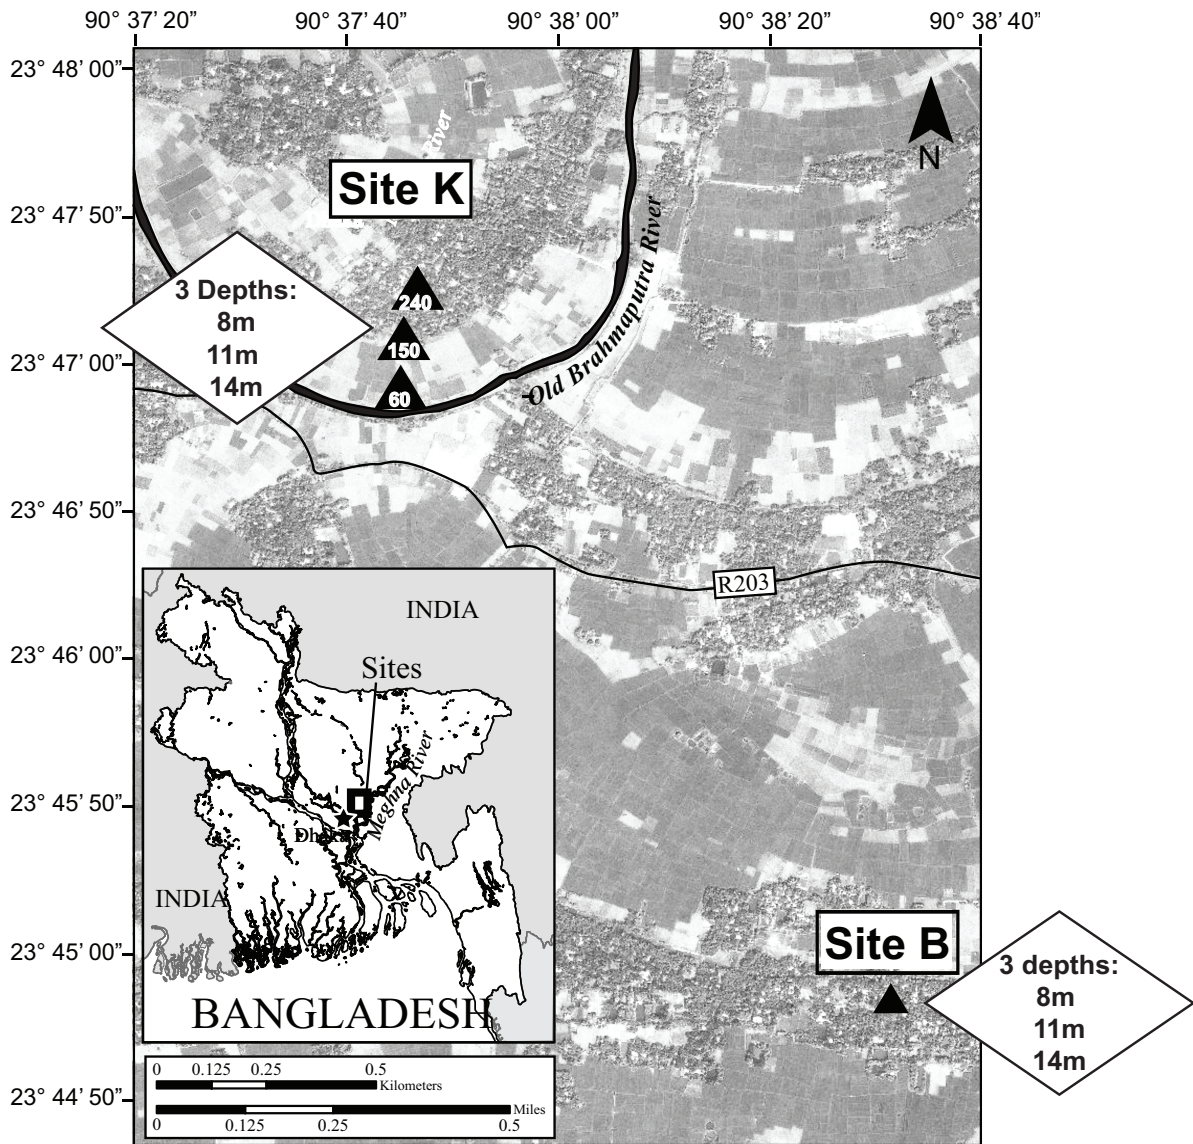 90° 37’ 20”
90° 37’ 40”
90° 38’ 00”
90° 38’ 20”
90° 38’ 40”
23° 48’ 00”
23° 47’ 50”
23° 47’ 00”
23° 46’ 50”
23° 46’ 00”
23° 45’ 50”
23° 45’ 00”
23° 44’ 50”
N
River
Site K
240
150
60
3 Depths:
8m
11m
14m
Old Brahmaputra River
R203
INDIA
Sites
Meghna River
Dhaka
INDIA
BANGLADESH
Site B
3 depths:
8m
11m
14m
0 0.125 0.25 0.5
Kilometers
Miles
0 0.125 0.25 0.5